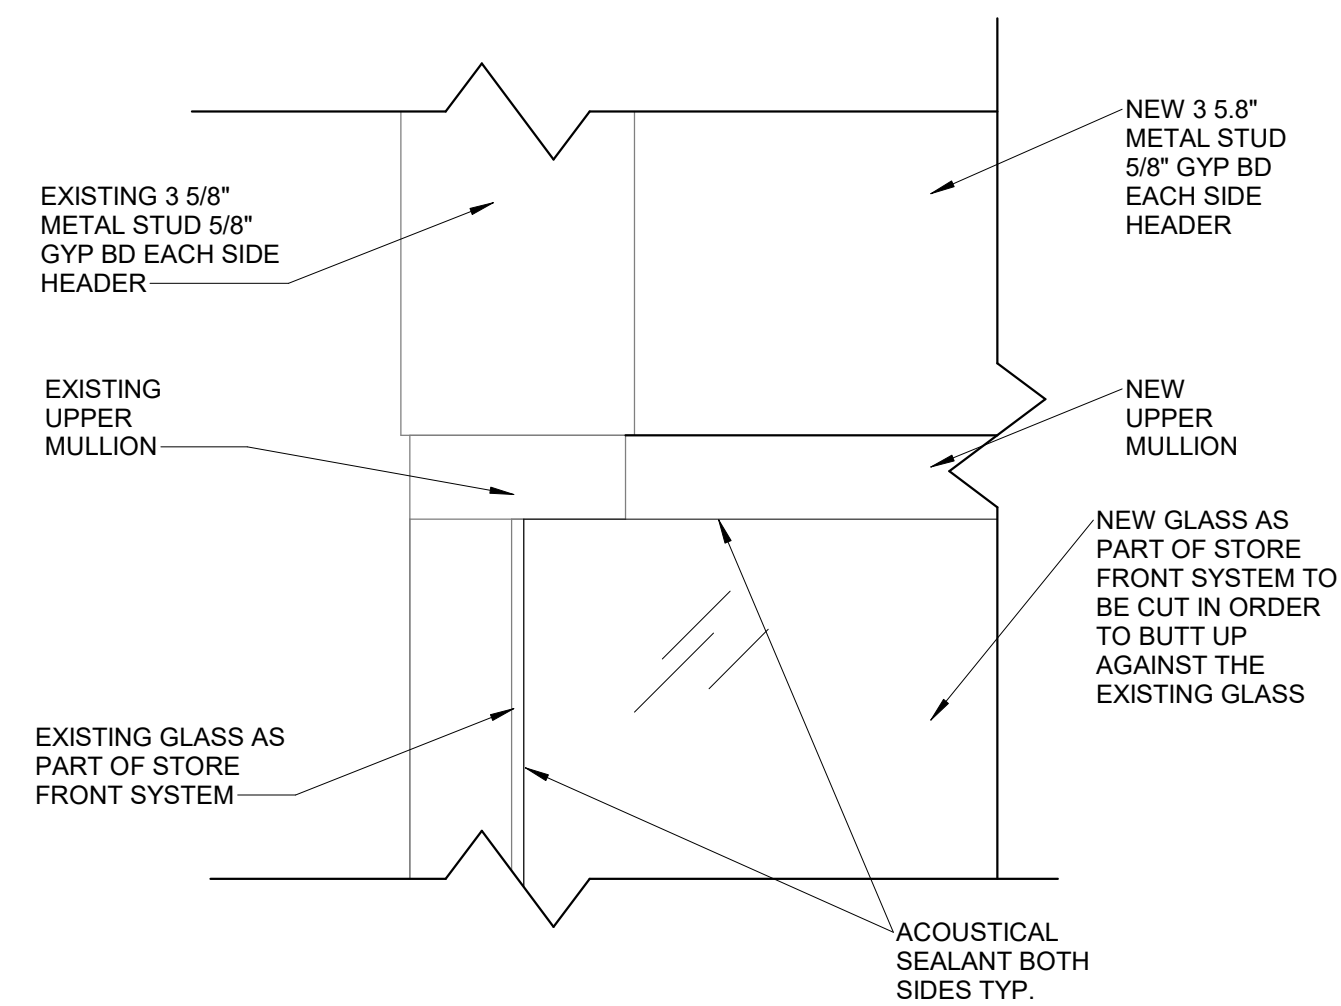 NEW 3 5.8"
METAL STUD
5/8" GYP BD
EACH SIDE
HEADER
EXISTING 3 5/8"
METAL STUD 5/8"
GYP BD EACH SIDE
HEADER
EXISTING
UPPER
MULLION
NEW
UPPER
MULLION
NEW GLASS AS
PART OF STORE
FRONT SYSTEM TO
BE CUT IN ORDER
TO BUTT UP
AGAINST THE
EXISTING GLASS
EXISTING GLASS AS
PART OF STORE
FRONT SYSTEM
ACOUSTICAL
SEALANT BOTH
SIDES TYP.